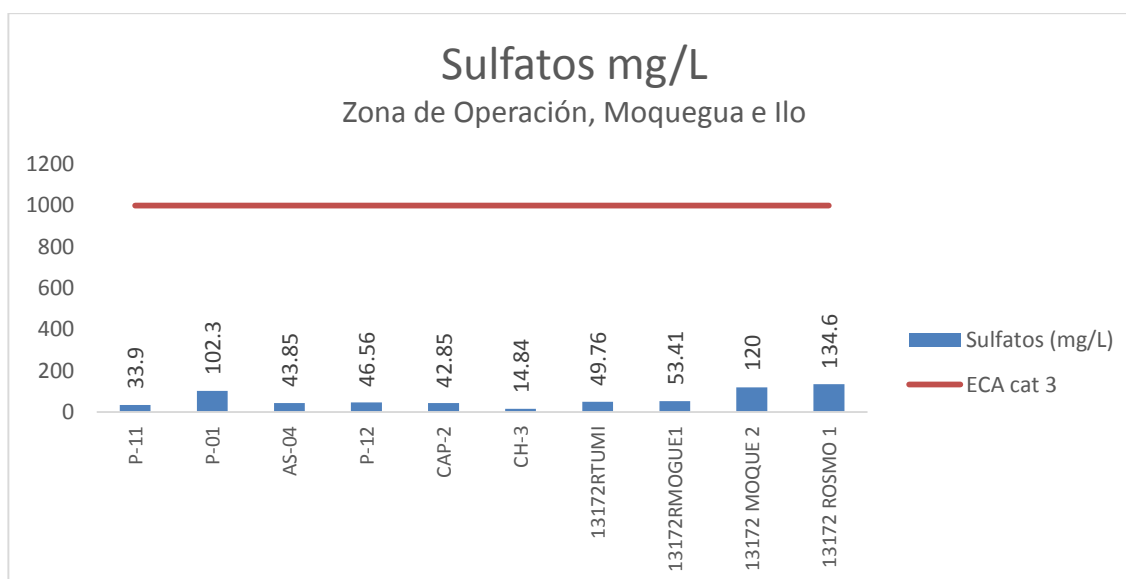 Sulfatos mg/L
Zona de Operación, Moquegua e Ilo
1200
1000
800
600
400
200
0
33.9
102.3
43.85
46.56
42.85
14.84
49.76
53.41
120
134.6
P-11
P-01
AS-04
P-12
CAP-2
CH-3
13172RTUMI
13172RMOGUE1
13172 MOQUE 2
13172 ROSMO 1
Sulfatos (mg/L)
ECA cat 3